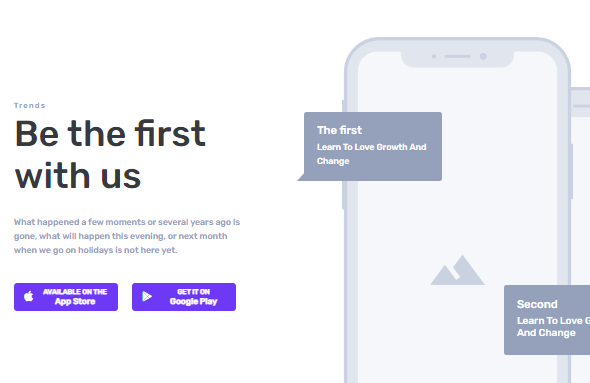 Trends
Be the first
with us
What happened a few moments or several years ago is
gone, what will happen this evening, or next month
when we go on holidays is not here yet.
AVAILABLE ON THE
App Store
GET IT ON
Google Play
The first
Learn To Love Growth And
Change
Second
Learn To Love G
And Change